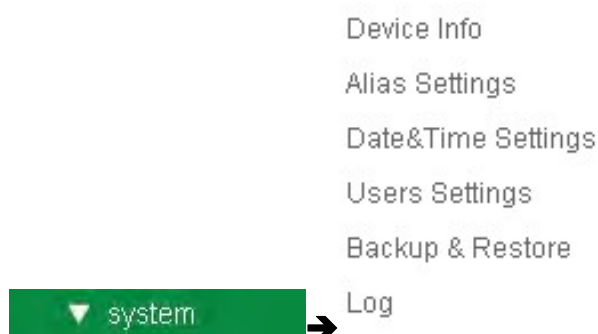 Device Info
Alias Settings
Date&Time Settings
Users Settings
Backup & Restore
Log
system